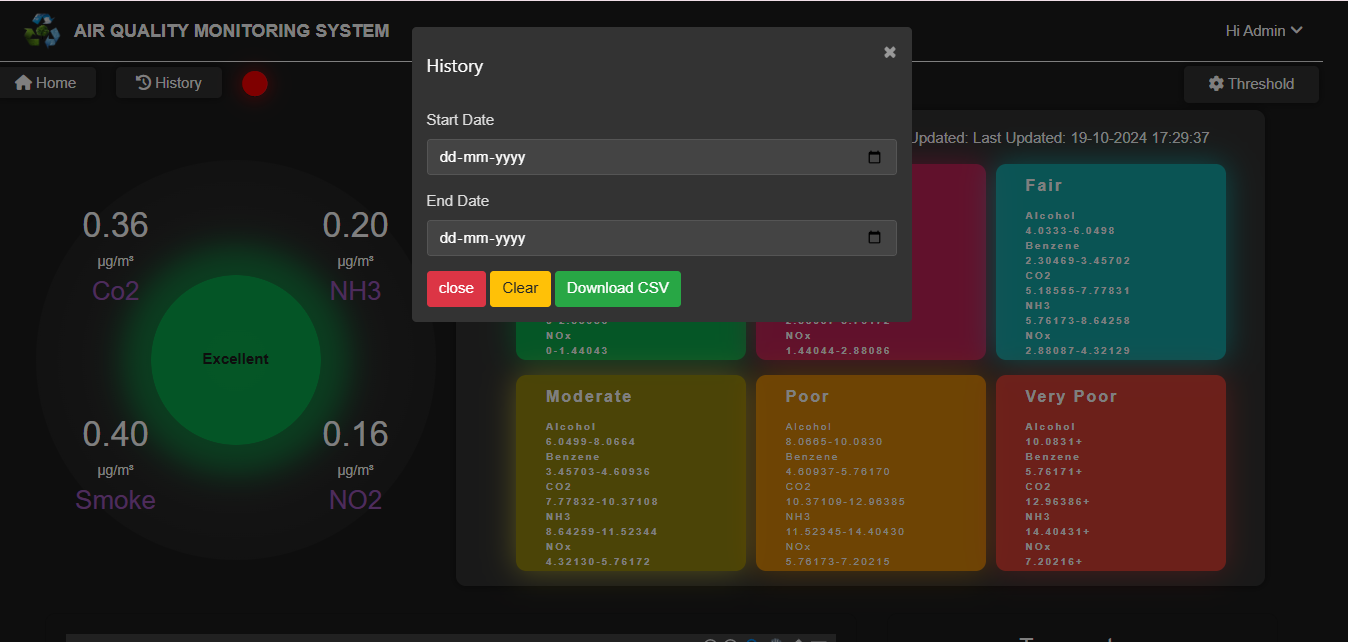 AIR QUALITY MONITORING SYSTEM
Hi Admin
Home
History
Threshold
History
Start Date
dd-mm-yyyy
End Date
dd-mm-yyyy
close
Clear
Download CSV
Updated: Last Updated: 19-10-2024 17:29:37
0.36
µg/m³
Co2
0.20
µg/m³
NH3
Excellent
0.40
µg/m³
Smoke
0.16
µg/m³
NO2
NOx
0-1.44043
NOx
1.44044-2.88086
Fair
Alcohol
4.0333-6.0498
Benzene
2.30469-3.45702
CO2
5.18555-7.77831
NH3
5.76173-8.64258
NOx
2.88087-4.32129
Moderate
Alcohol
6.0499-8.0664
Benzene
3.45703-4.60936
CO2
7.77832-10.37108
NH3
8.64259-11.52344
NOx
4.32130-5.76172
Poor
Alcohol
8.0665-10.0830
Benzene
4.60937-5.76170
CO2
10.37109-12.96385
NH3
11.52345-14.40430
NOx
5.76173-7.20215
Very Poor
Alcohol
10.0831+
Benzene
5.76171+
CO2
12.96386+
NH3
14.40431+
NOx
7.20216+